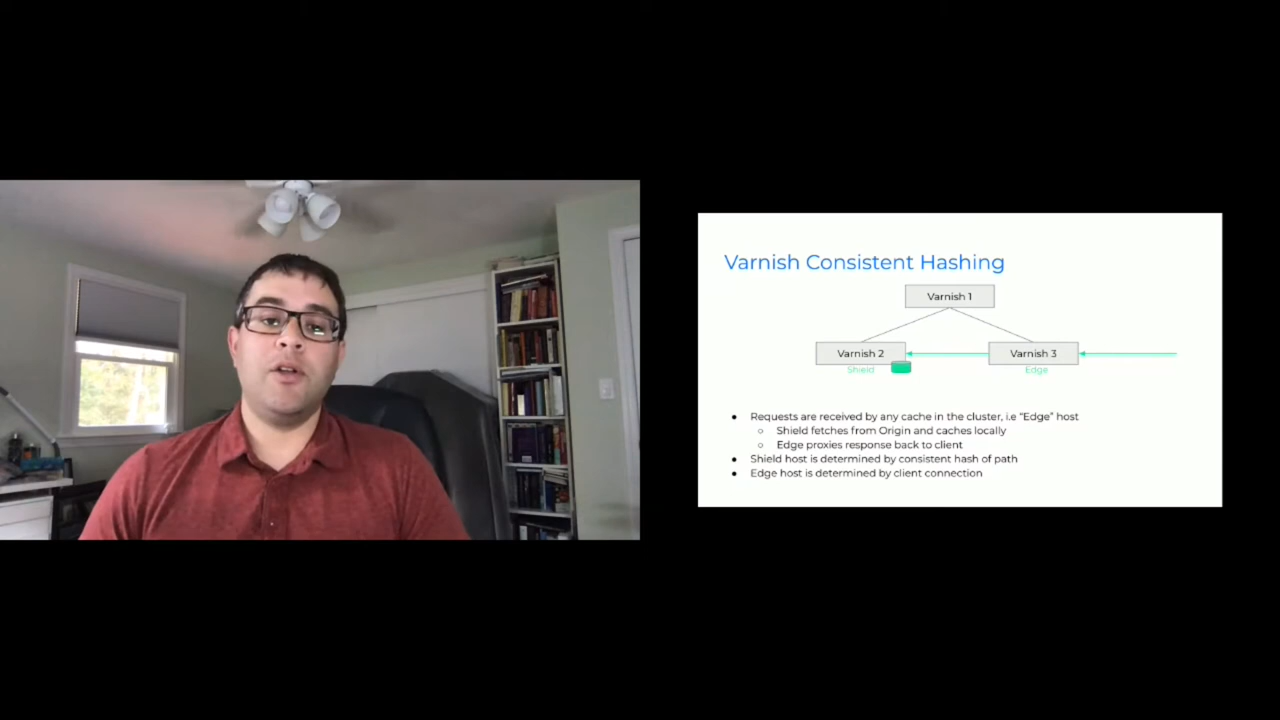 Varnish Consistent Hashing
Varnish 1
Varnish 2
Varnish 3
Shield
Edge
● Requests are received by any cache in the cluster, i.e "Edge" host
○ Shield fetches from Origin and caches locally
○ Edge proxies response back to client
● Shield host is determined by consistent hash of path
● Edge host is determined by client connection